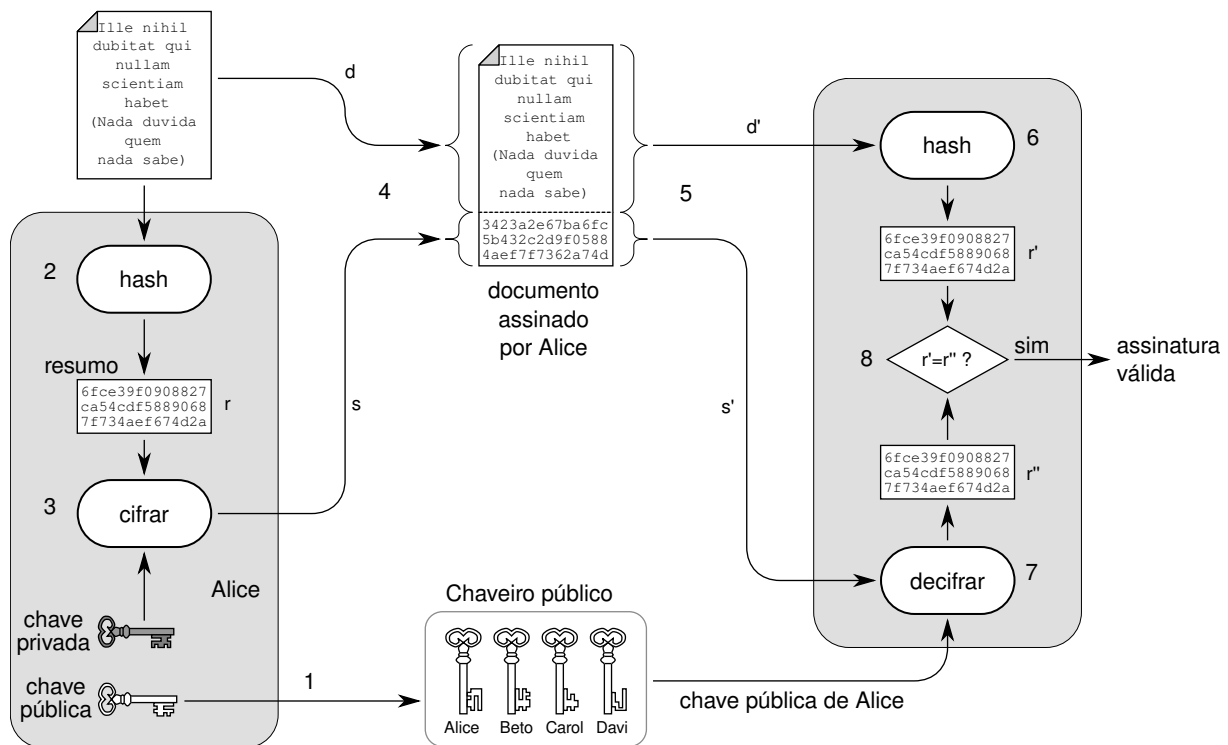 Ille nihil
dubitat qui
nullam
scientiam
habet
(Nada duvida
quem
nada sabe)
d
4
Ille nihil
dubitat qui
nullam
scientiam
habet
(Nada duvida
quem
nada sabe)
3423a2e67ba6fc
5b432c2d9f0588
4aef7f7362a74d
documento
assinado
por Alice
5
d'
s'
2
hash
resumo
6fce39f0908827
ca54cdf5889068
7f734aef674d2a
r
s
3
cifrar
Alice
chave
privada
chave
pública
1
Chaveiro público
Alice
Beto
Carol
Davi
chave pública de Alice
hash
6
6fce39f0908827
ca54cdf5889068
7f734aef674d2a
r'
8
r'=r'' ?
sim
assinatura
válida
6fce39f0908827
ca54cdf5889068
7f734aef674d2a
r''
decifrar
7